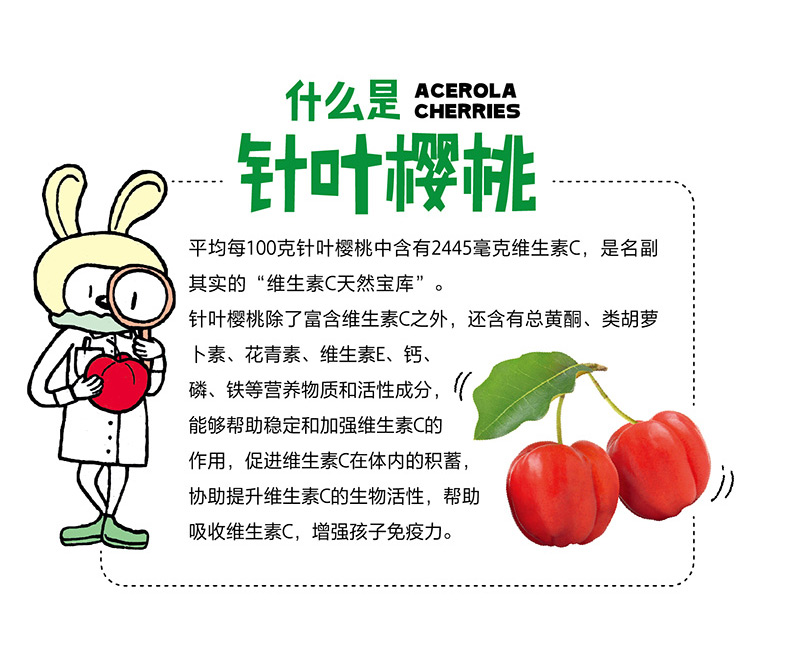 什么是
ACEROLA
CHERRIES
针叶樱桃
平均每100克针叶樱桃中含有2445毫克维生素C，是名副
其实的“维生素C天然宝库”。
针叶樱桃除了富含维生素C之外，还含有总黄酮、类胡萝
卜素、花青素、维生素E、钙、
磷、铁等营养物质和活性成分，
能够帮助稳定和加强维生素C的
作用，促进维生素C在体内的积蓄，
协助提升维生素C的生物活性，帮助
吸收维生素C，增强孩子免疫力。